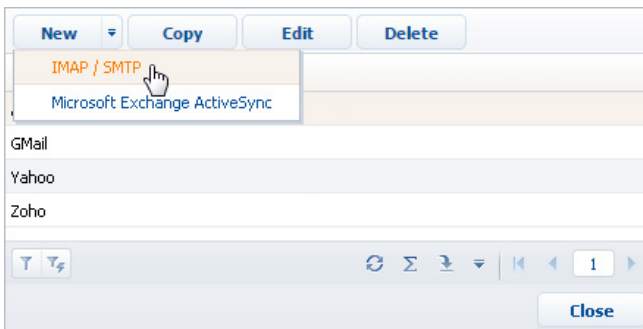 New Copy Edit Delete
IMAP / SMTP
Microsoft Exchange ActiveSync
GMail
Yahoo
Zoho
1
Close